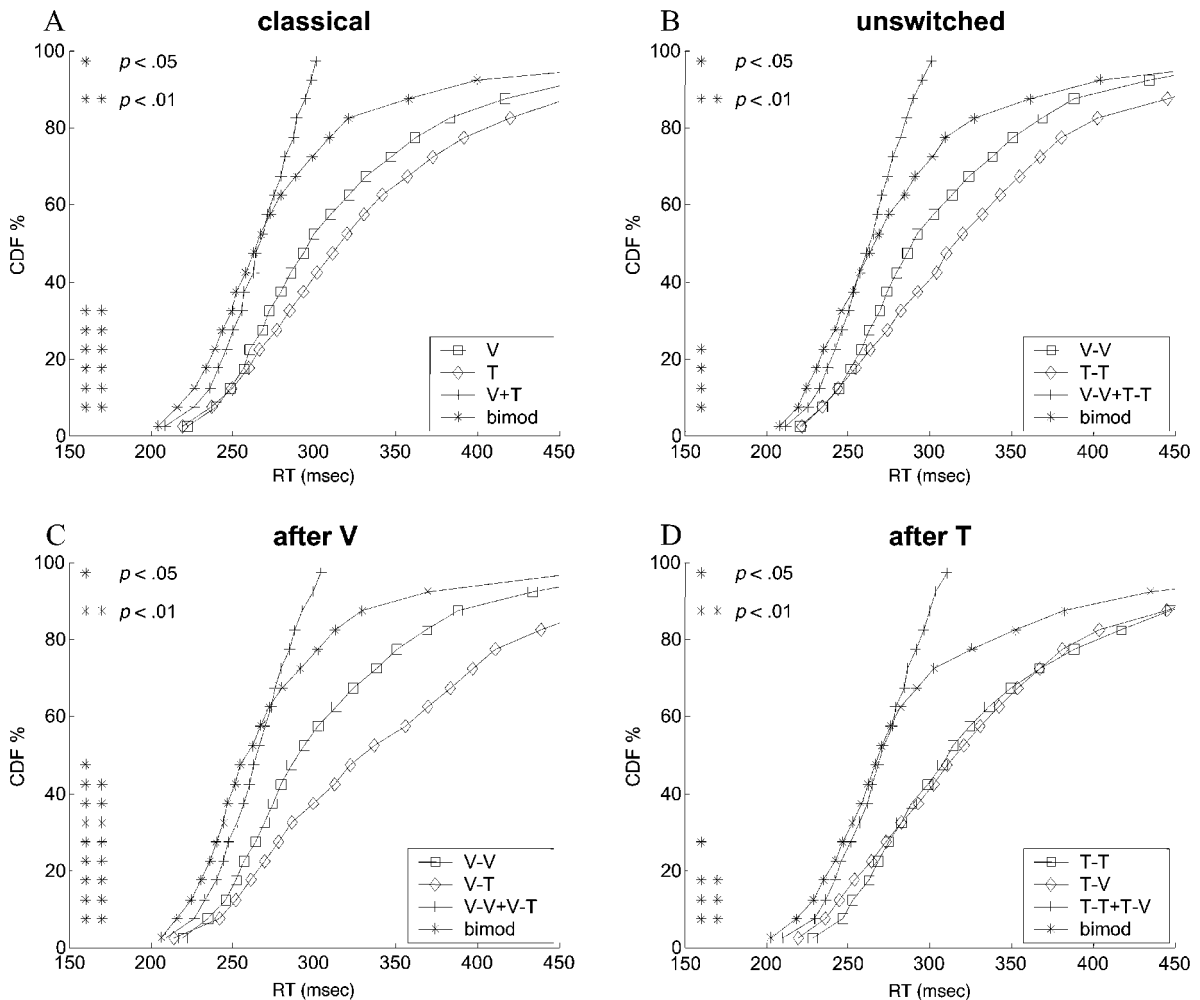 A classical
100
80
60
40
20
0
CDF %
* p < .05
* * p < .01
V
T
V+T
bimod
150 200 250 300 350 400 450
RT (msec)
B unswitched
100
80
60
40
20
0
CDF %
* p < .05
* * p < .01
V-V
T-T
V-V+T-T
bimod
150 200 250 300 350 400 450
RT (msec)
C after V
100
80
60
40
20
0
CDF %
* p < .05
* * p < .01
V-V
V-T
V-V+V-T
bimod
150 200 250 300 350 400 450
RT (msec)
D after T
100
80
60
40
20
0
CDF %
* p < .05
* * p < .01
T-T
T-V
T-T+T-V
bimod
150 200 250 300 350 400 450
RT (msec)